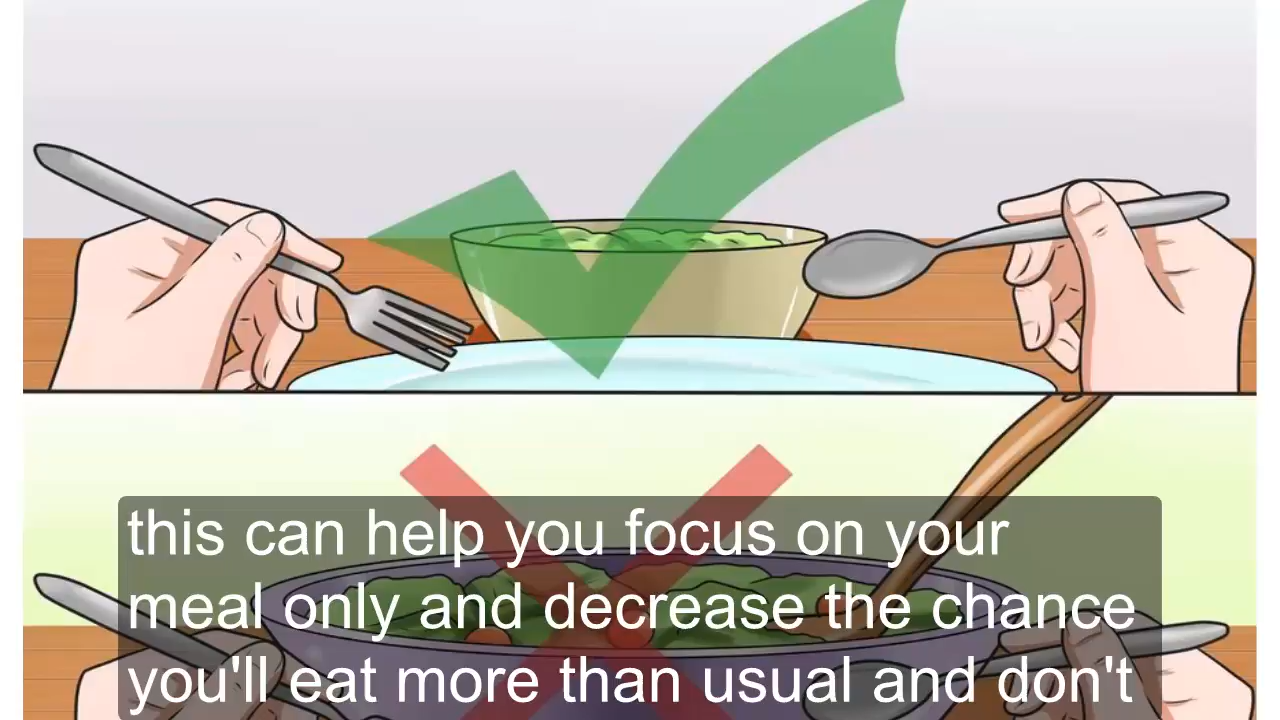 this can help you focus on your
meal only and decrease the chance
you'll eat more than usual and don't